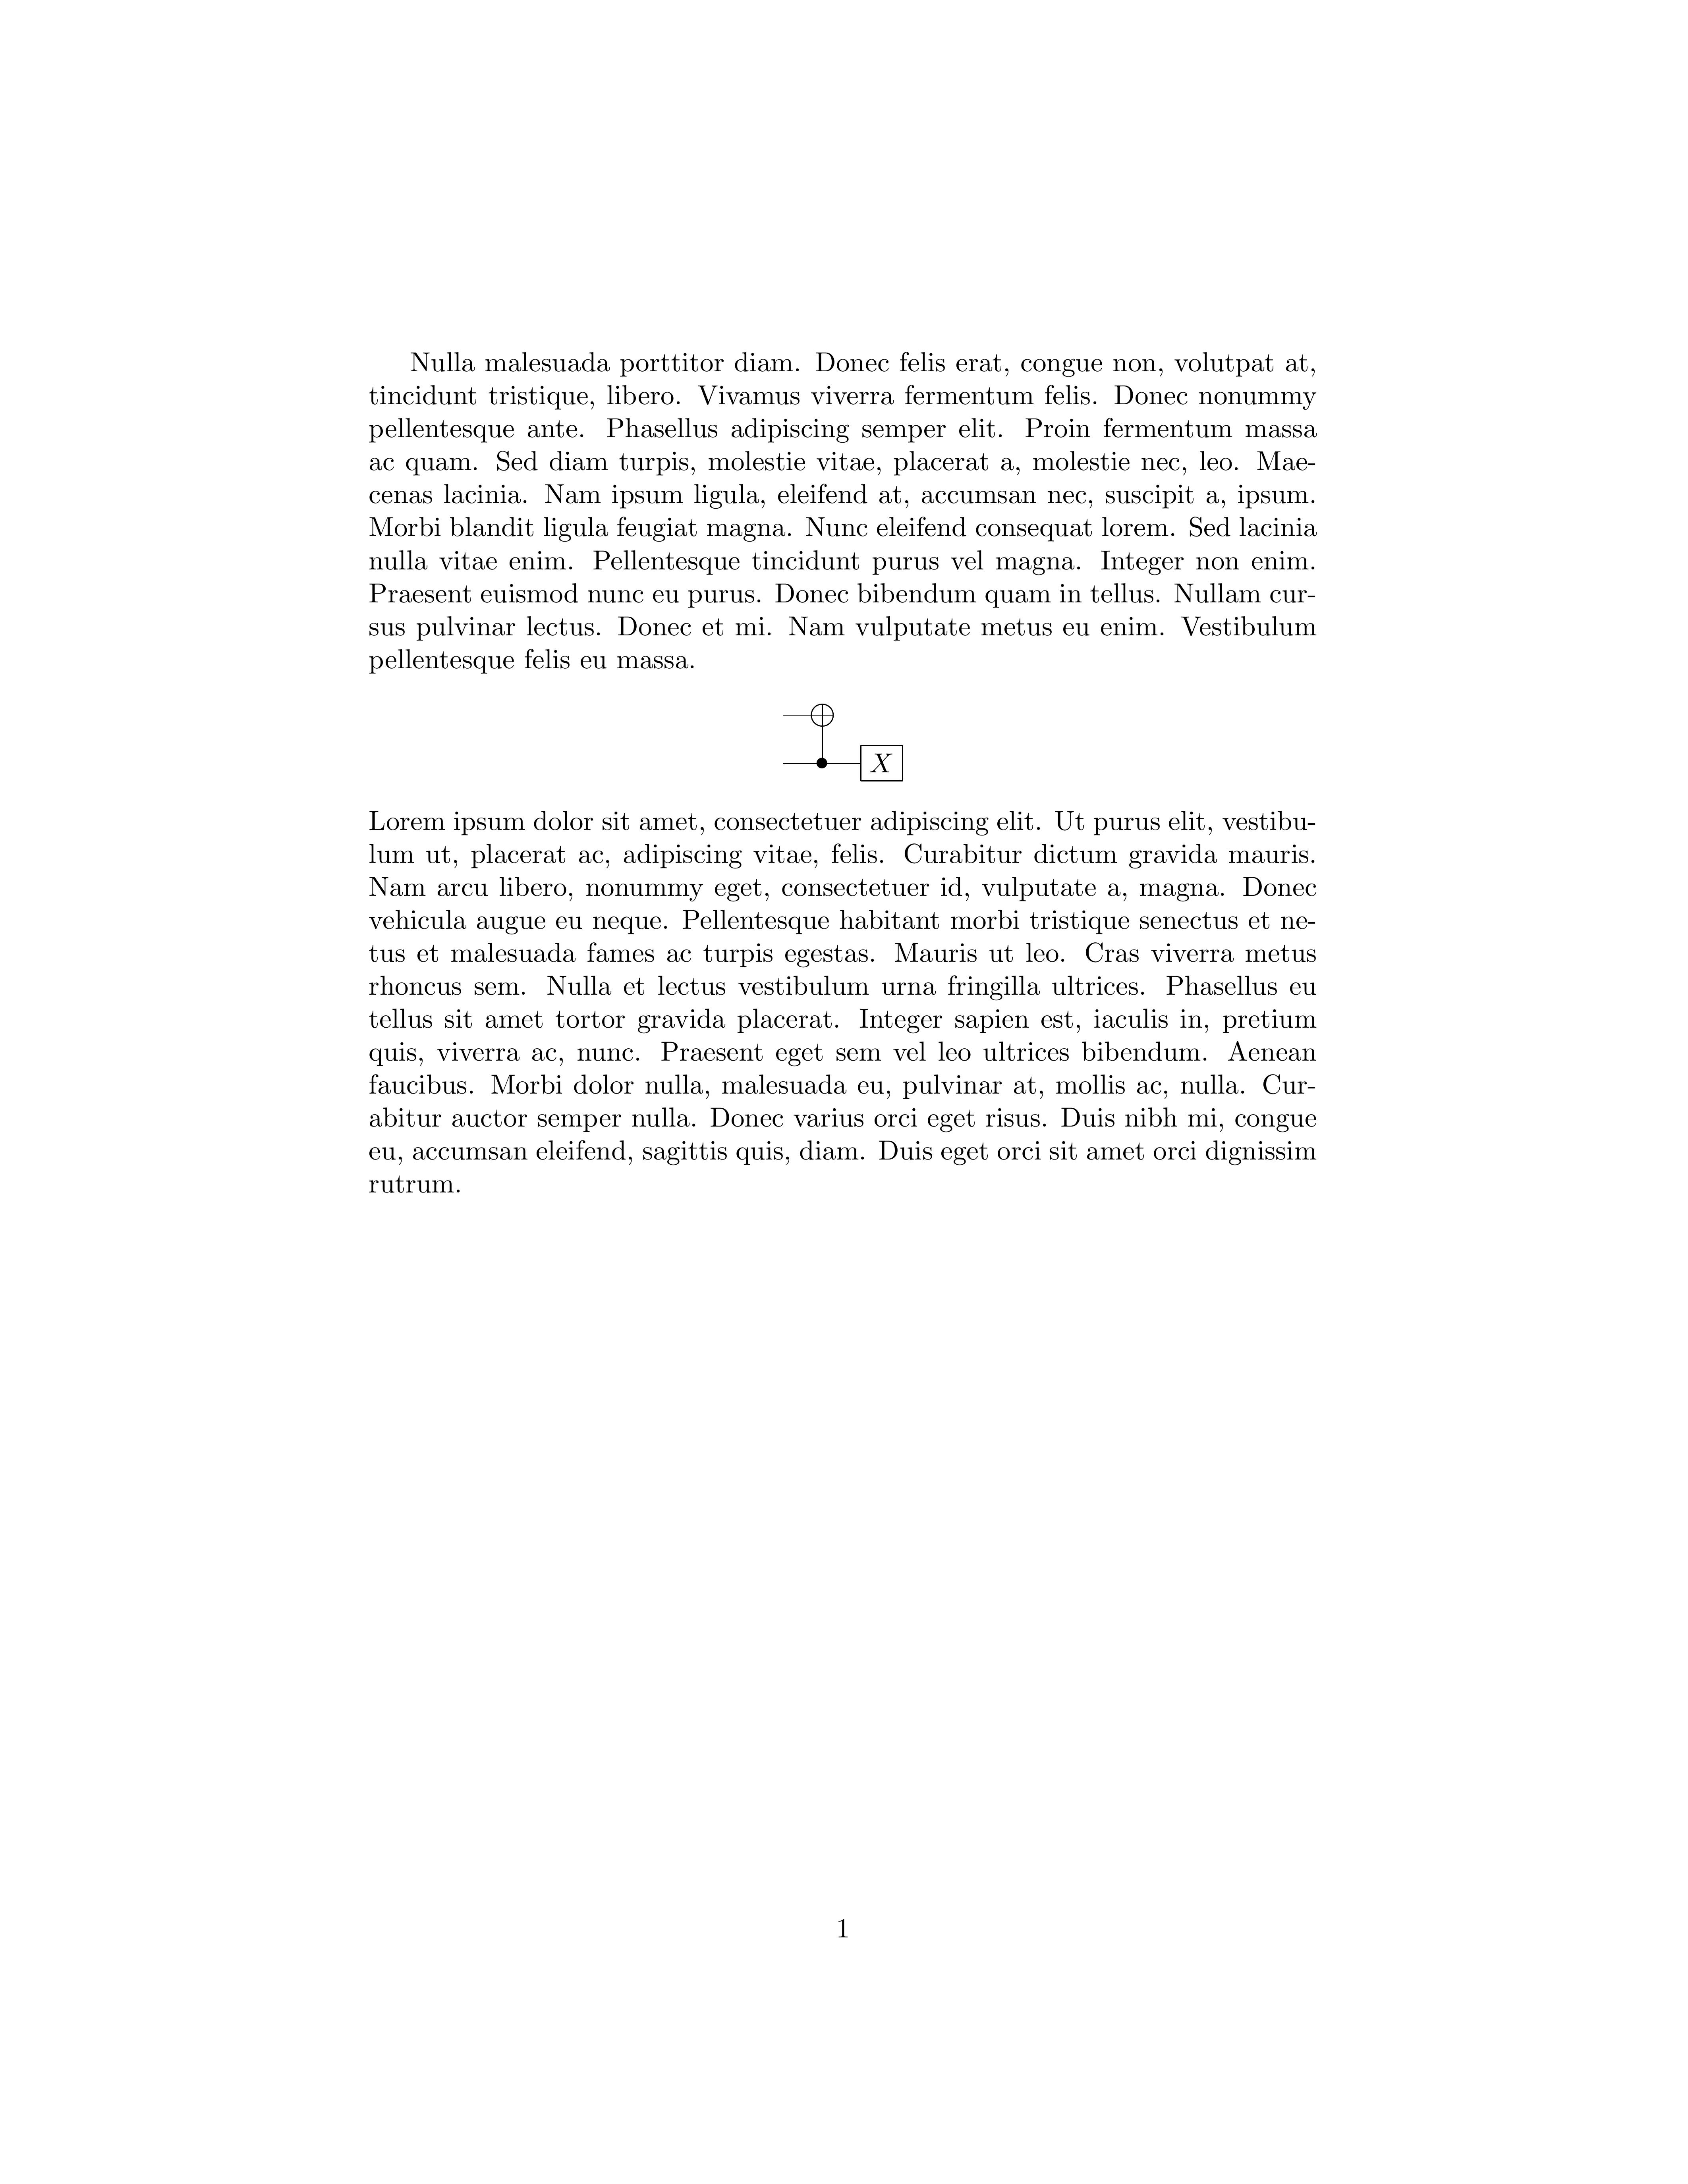 Nulla malesuada porttitor diam. Donec felis erat, congue non, volutpat at,
tincidunt tristique, libero. Vivamus viverra fermentum felis. Donec nonummy
pellentesque ante. Phasellus adipiscing semper elit. Proin fermentum massa
ac quam. Sed diam turpis, molestie vitae, placerat a, molestie nec, leo. Mae-
cenas lacinia. Nam ipsum ligula, eleifend at, accumsan nec, suscipit a, ipsum.
Morbi blandit ligula feugiat magna. Nunc eleifend consequat lorem. Sed lacinia
nulla vitae enim. Pellentesque tincidunt purus vel magna. Integer non enim.
Praesent euismod nunc eu purus. Donec bibendum quam in tellus. Nullam cur-
sus pulvinar lectus. Donec et mi. Nam vulputate metus eu enim. Vestibulum
pellentesque felis eu massa.
X
Lorem ipsum dolor sit amet, consectetuer adipiscing elit. Ut purus elit, vestibu-
lum ut, placerat ac, adipiscing vitae, felis. Curabitur dictum gravida mauris.
Nam arcu libero, nonummy eget, consectetuer id, vulputate a, magna. Donec
vehicula augue eu neque. Pellentesque habitant morbi tristique senectus et ne-
tus et malesuada fames ac turpis egestas. Mauris ut leo. Cras viverra metus
rhoncus sem. Nulla et lectus vestibulum urna fringilla ultrices. Phasellus eu
tellus sit amet tortor gravida placerat. Integer sapien est, iaculis in, pretium
quis, viverra ac, nunc. Praesent eget sem vel leo ultrices bibendum. Aenean
faucibus. Morbi dolor nulla, malesuada eu, pulvinar at, mollis ac, nulla. Cur-
abitur auctor semper nulla. Donec varius orci eget risus. Duis nibh mi, congue
eu, accumsan eleifend, sagittis quis, diam. Duis eget orci sit amet orci dignissim
rutrum.
1